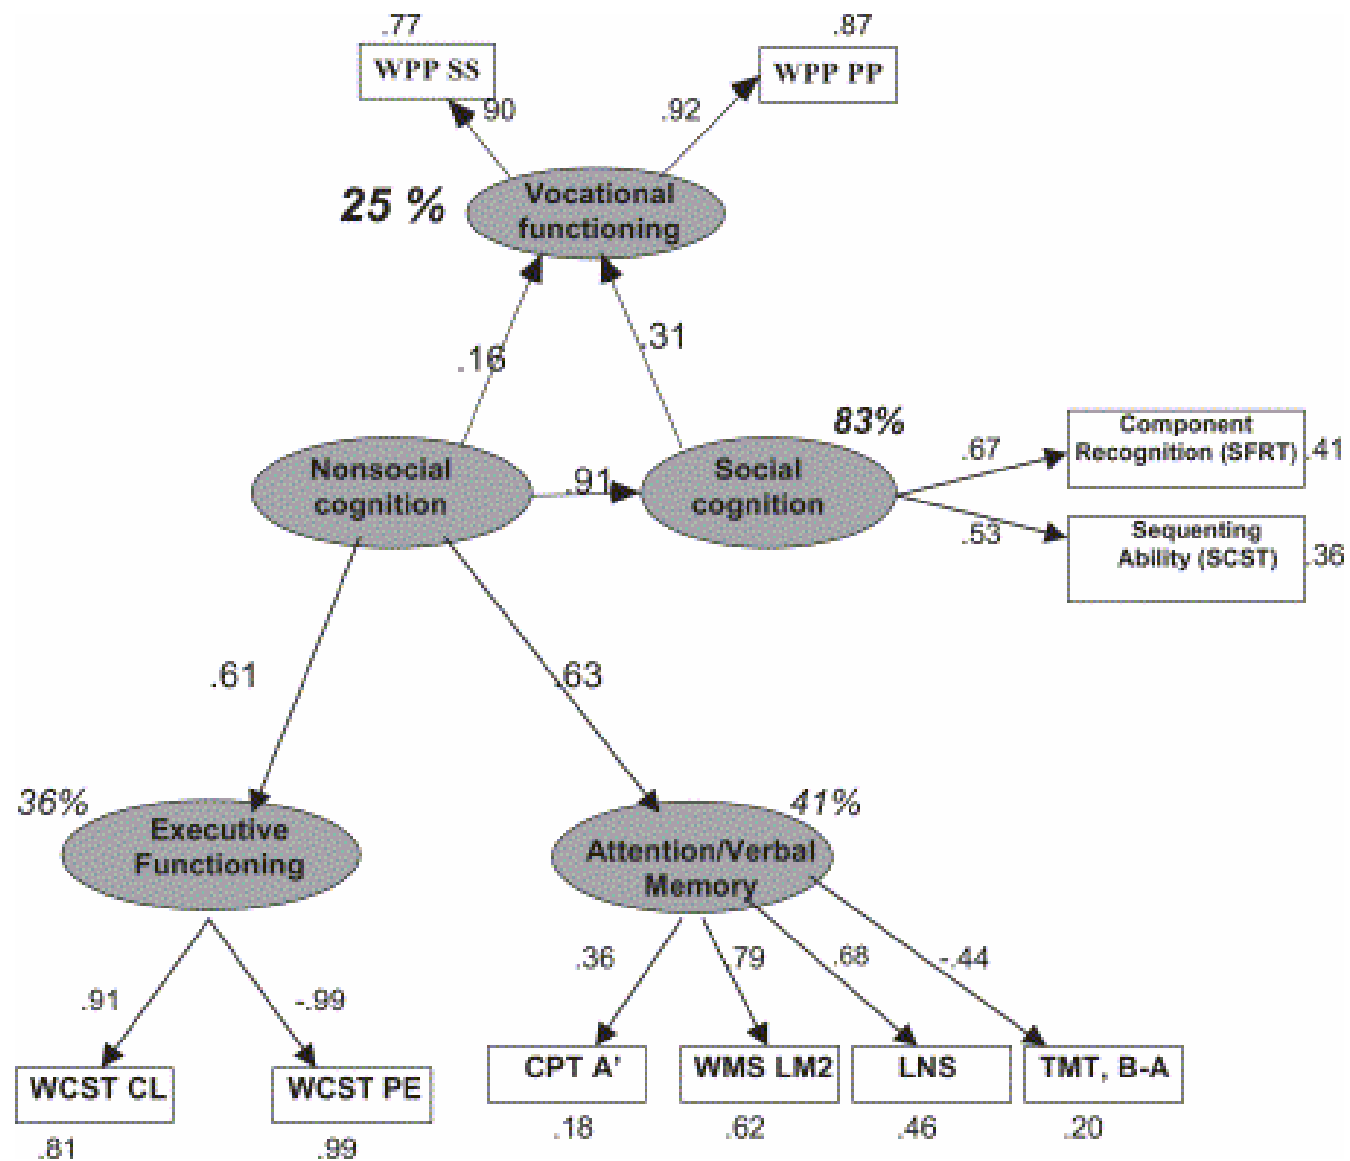 .77
.87
WPP SS
WPP PP
.90
.92
Vocational
functioning
25 %
.16
.31
83%
Nonsocial
cognition
.91
Social
cognition
.67
Component
Recognition (SFRT)
.41
.53
Sequenting
Ability (SCST)
.36
.61
.63
36%
41%
Executive
Functioning
Attention/Verbal
Memory
.91
-.99
.36
.79
.68
-.44
WCST CL
WCST PE
CPT A'
WMS LM2
LNS
TMT, B-A
.81
.99
.18
.62
.46
.20